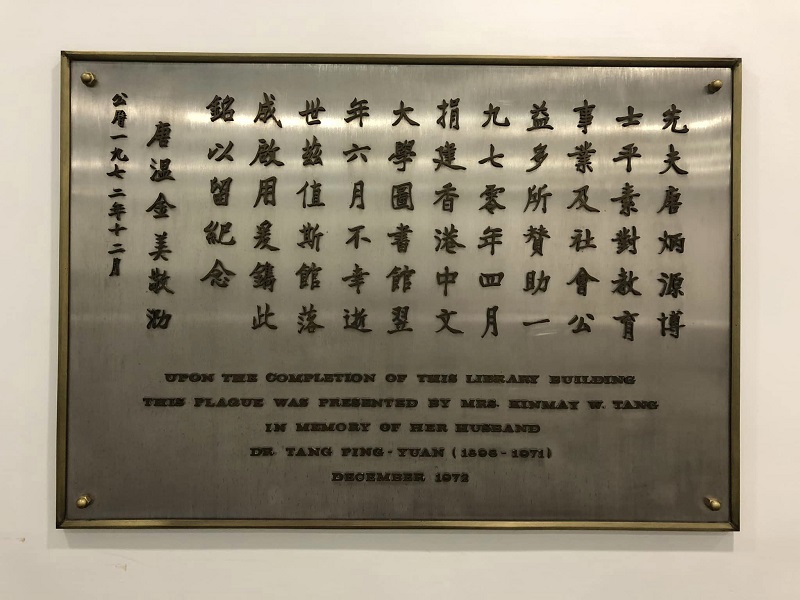 先夫唐炳源博
士平素對教育
事業及社會公
益多所贊助一
九七零年四月
捐建香港中文
大學圖書館翌
年六月不幸逝
世茲值斯館落
成啟用爰鑄此
銘以留紀念
唐温金美敬泐
公厯一九七二年十二月
UPON THE COMPLETION OF THIS LIBRARY BUILDING
THIS PLAQUE WAS PRESENTED BY MRS. KINMAY W. TANG
IN MEMORY OF HER HUSBAND
DR. TANG PING-YUAN (1898-1971)
DECEMBER 1972